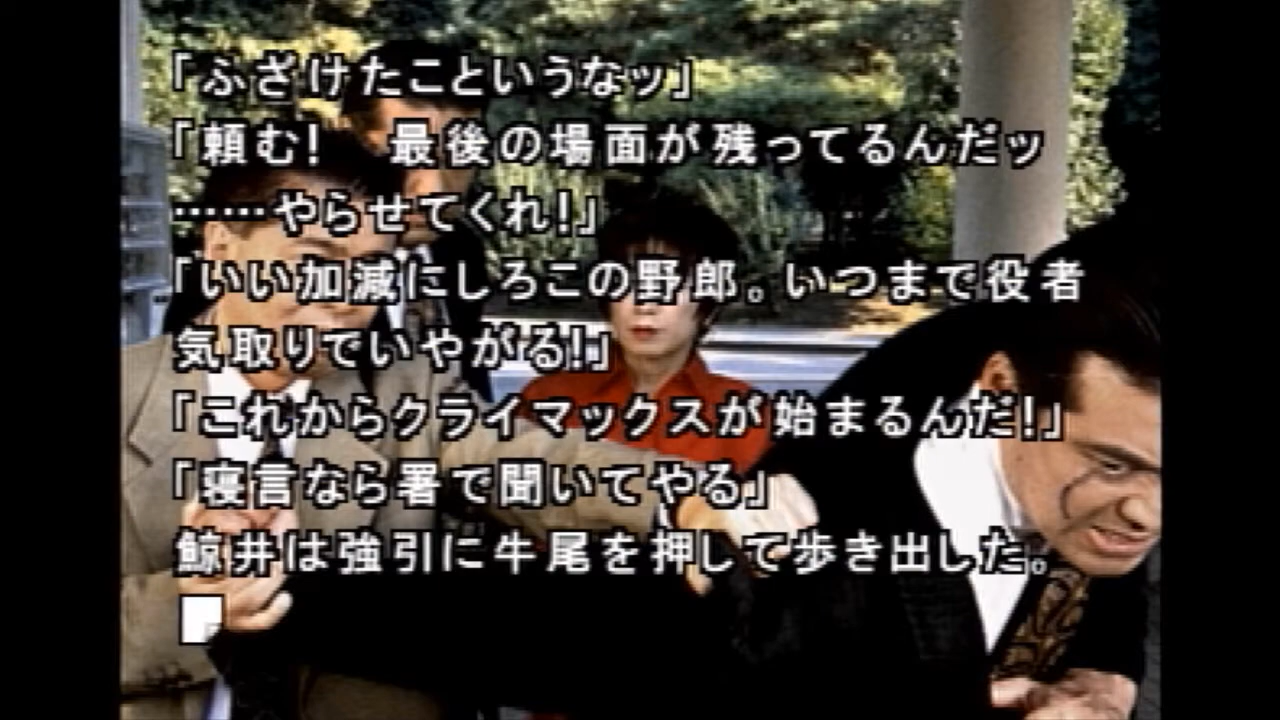 「ふざけたこというなッ」
「頼む!　最後の場面が残ってるんだッ
……やらせてくれ!」
「いい加減にしろこの野郎。いつまで役者
気取りでいやがる!」
「これからクライマックスが始まるんだ!」
「寝言なら署で聞いてやる」
鯨井は強引に牛尾を押して歩き出した。